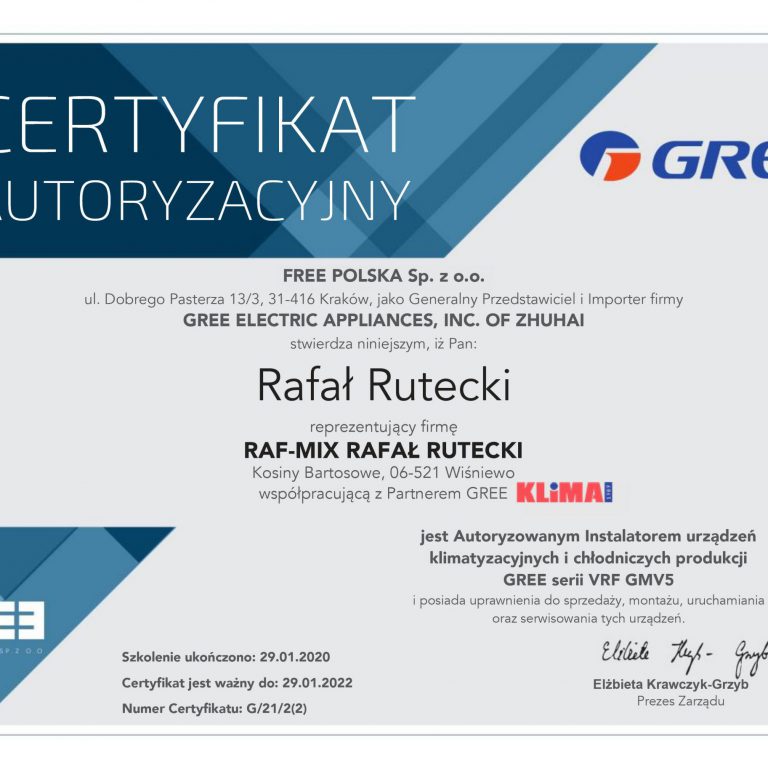 CERTYFIKAT
AUTORYZACYJNY
GREE
FREE POLSKA Sp. z o.o.
ul. Dobrego Pasterza 13/3, 31-416 Kraków, jako Generalny Przedstawiciel i Importer firmy
GREE ELECTRIC APPLIANCES, INC. OF ZHUHAI
stwierdza niniejszym, iż Pan:
Rafał Rutecki
reprezentujący firmę
RAF-MIX RAFAŁ RUTECKI
Kosiny Bartosowe, 06-521 Wiśniewo
współpracującą z Partnerem GREE KLiMA
jest Autoryzowanym Instalatorem urządzeń
klimatyzacyjnych i chłodniczych produkcji
GREE serii VRF GMV5
i posiada uprawnienia do sprzedaży, montażu, uruchamiania
oraz serwisowania tych urządzeń.
SP. Z O.O.
Szkolenie ukończono: 29.01.2020
Certyfikat jest ważny do: 29.01.2022
Numer Certyfikatu: G/21/2(2)
Elżbieta Krawczyk-Grzyb
Prezes Zarządu